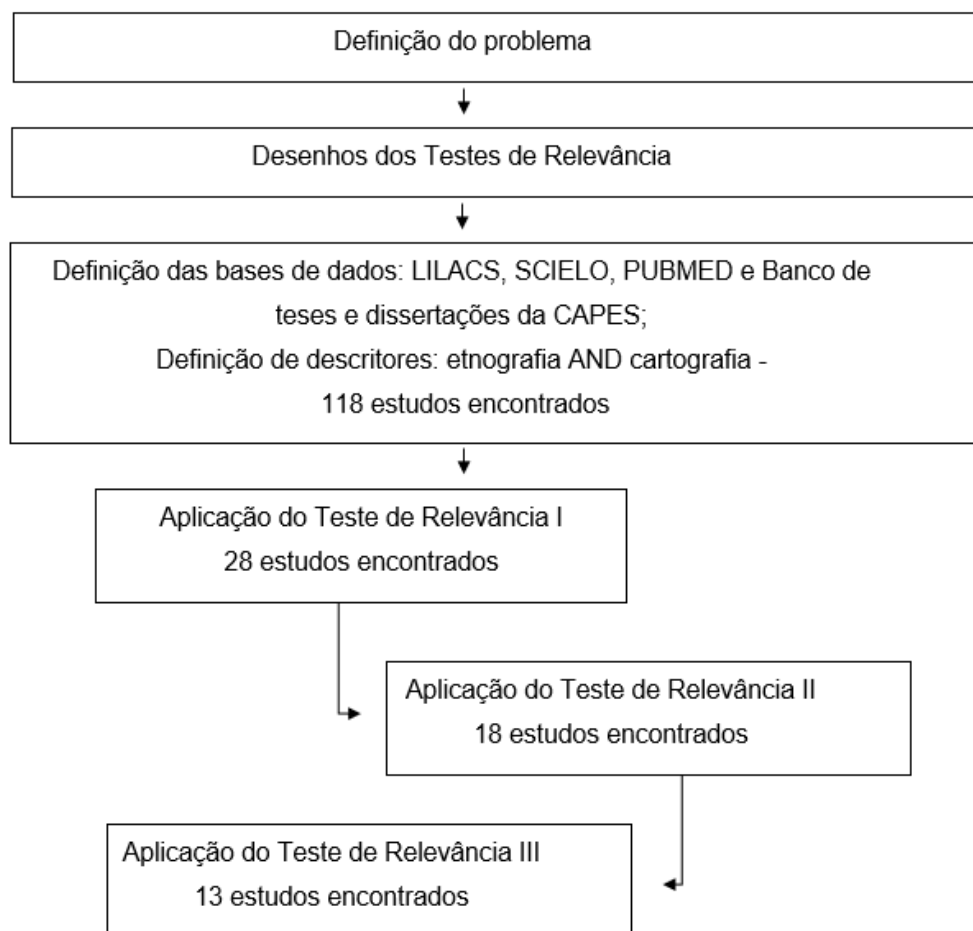 Definição do problema
Desenhos dos Testes de Relevância
Definição das bases de dados: LILACS, SCIELO, PUBMED e Banco de
teses e dissertações da CAPES;
Definição de descritores: etnografia AND cartografia -
118 estudos encontrados
Aplicação do Teste de Relevância I
28 estudos encontrados
Aplicação do Teste de Relevância II
18 estudos encontrados
Aplicação do Teste de Relevância III
13 estudos encontrados